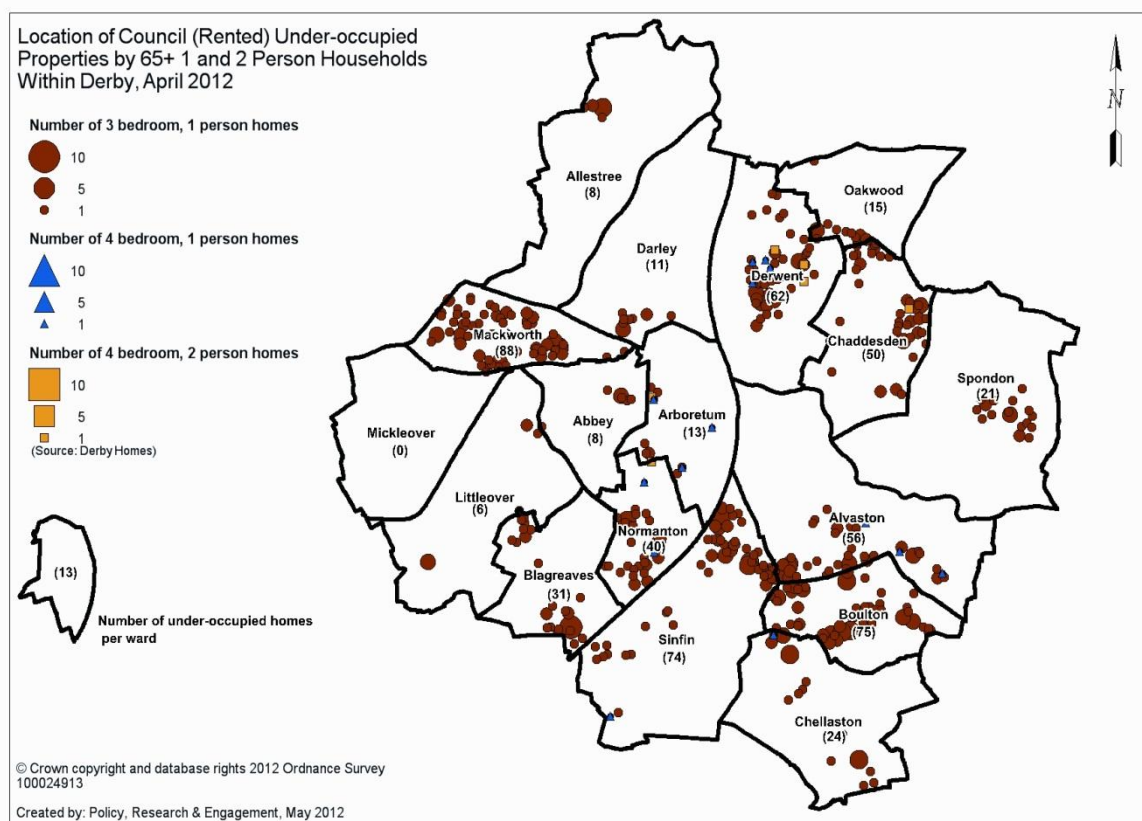 Location of Council (Rented) Under-occupied
Properties by 65+ 1 and 2 Person Households
Within Derby, April 2012
Number of 3 bedroom, 1 person homes
10
5
1
Number of 4 bedroom, 1 person homes
10
5
1
Number of 4 bedroom, 2 person homes
10
5
1
(Source: Derby Homes)
(13)
Number of under-occupied homes
per ward
N
Allestree
(8)
Oakwood
(15)
Darley
(11)
Derwent
(62)
Mackworth
(88)
Chaddesden
(50)
Spondon
(21)
Abbey
(8)
Arboretum
(13)
Mickleover
(0)
Littleover
(6)
Normanton
(40)
Alvaston
(56)
Blagreaves
(31)
Boulton
(75)
Sinfin
(74)
Chellaston
(24)
© Crown copyright and database rights 2012 Ordnance Survey
100024913
Created by: Policy, Research & Engagement, May 2012